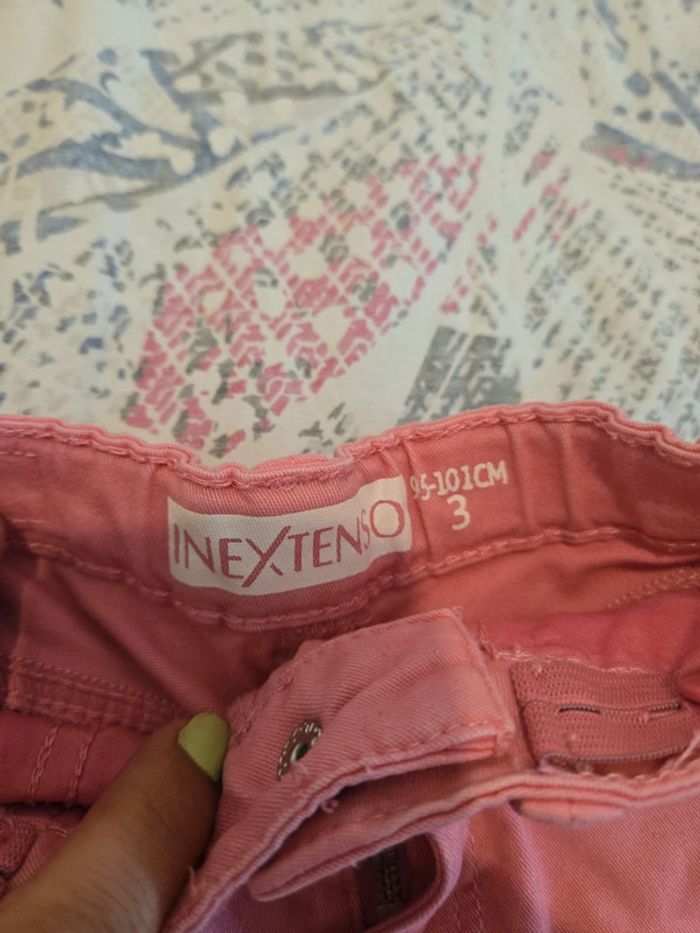 INEXTENSO
95-101CM
3